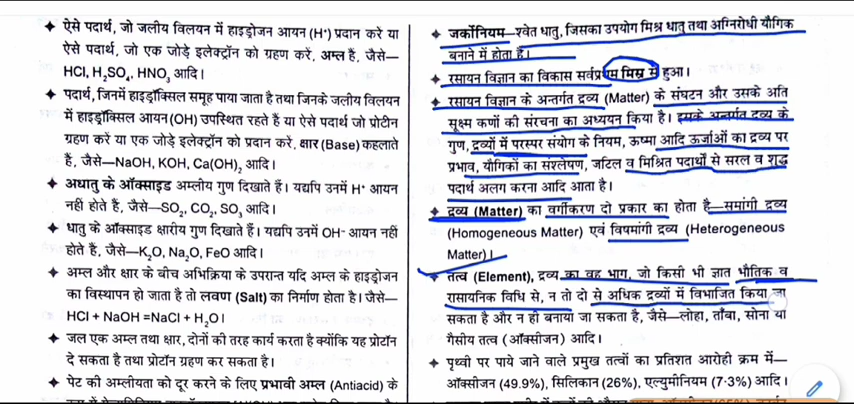 ✦ ऐसे पदार्थ, जो जलीय विलयन में हाइड्रोजन आयन (H⁺) प्रदान करें या
ऐसे पदार्थ, जो एक जोड़े इलेक्ट्रॉन को ग्रहण करें, अम्ल हैं, जैसे—
HCl, H₂SO₄, HNO₃ आदि।
✦ पदार्थ, जिनमें हाइड्रॉक्सिल समूह पाया जाता है तथा जिनके जलीय विलयन
में हाइड्रॉक्सिल आयन (OH) उपस्थित रहते हैं या ऐसे पदार्थ जो प्रोटीन
ग्रहण करें या एक जोड़े इलेक्ट्रॉन को प्रदान करें, क्षार (Base) कहलाते
हैं, जैसे—NaOH, KOH, Ca(OH)₂ आदि।
✦ अधातु के ऑक्साइड अम्लीय गुण दिखाते हैं। यद्यपि उनमें H⁺ आयन
नहीं होते हैं, जैसे—SO₂, CO₂, SO₃ आदि।
✦ धातु के ऑक्साइड क्षारीय गुण दिखाते हैं। यद्यपि उनमें OH⁻ आयन नहीं
होते हैं, जैसे—K₂O, Na₂O, FeO आदि।
✦ अम्ल और क्षार के बीच अभिक्रिया के उपरान्त यदि अम्ल के हाइड्रोजन
का विस्थापन हो जाता है तो लवण (Salt) का निर्माण होता है। जैसे—
HCl + NaOH =NaCl + H₂O।
✦ जल एक अम्ल तथा क्षार, दोनों की तरह कार्य करता है क्योंकि यह प्रोटॉन
दे सकता है तथा प्रोटॉन ग्रहण कर सकता है।
✦ पेट की अम्लीयता को दूर करने के लिए प्रभावी अम्ल (Antiacid) के
✦ जर्कोनियम—श्वेत धातु, जिसका उपयोग मिश्र धातु तथा अग्निरोधी यौगिक
बनाने में होता है।
✦ रसायन विज्ञान का विकास सर्वप्रथम मिस्र से हुआ।
✦ रसायन विज्ञान के अन्तर्गत द्रव्य (Matter) के संघटन और उसके अति
सूक्ष्म कणों की संरचना का अध्ययन किया है। इसके अन्तर्गत द्रव्य के
गुण, द्रव्यों में परस्पर संयोग के नियम, ऊष्मा आदि ऊर्जाओं का द्रव्य पर
प्रभाव, यौगिकों का संश्लेषण, जटिल व मिश्रित पदार्थों से सरल व शुद्ध
पदार्थ अलग करना आदि आता है।
✦ द्रव्य (Matter) का वर्गीकरण दो प्रकार का होता है—समांगी द्रव्य
(Homogeneous Matter) एवं विषमांगी द्रव्य (Heterogeneous
Matter)।
✦ तत्व (Element), द्रव्य का वह भाग, जो किसी भी ज्ञात भौतिक व
रासायनिक विधि से, न तो दो से अधिक द्रव्यों में विभाजित किया जा
सकता है और न ही बनाया जा सकता है, जैसे—लोहा, ताँबा, सोना या
गैसीय तत्व (ऑक्सीजन) आदि।
✦ पृथ्वी पर पाये जाने वाले प्रमुख तत्वों का प्रतिशत आरोही क्रम में—
ऑक्सीजन (49.9%), सिलिकान (26%), एल्युमीनियम (7·3%) आदि।